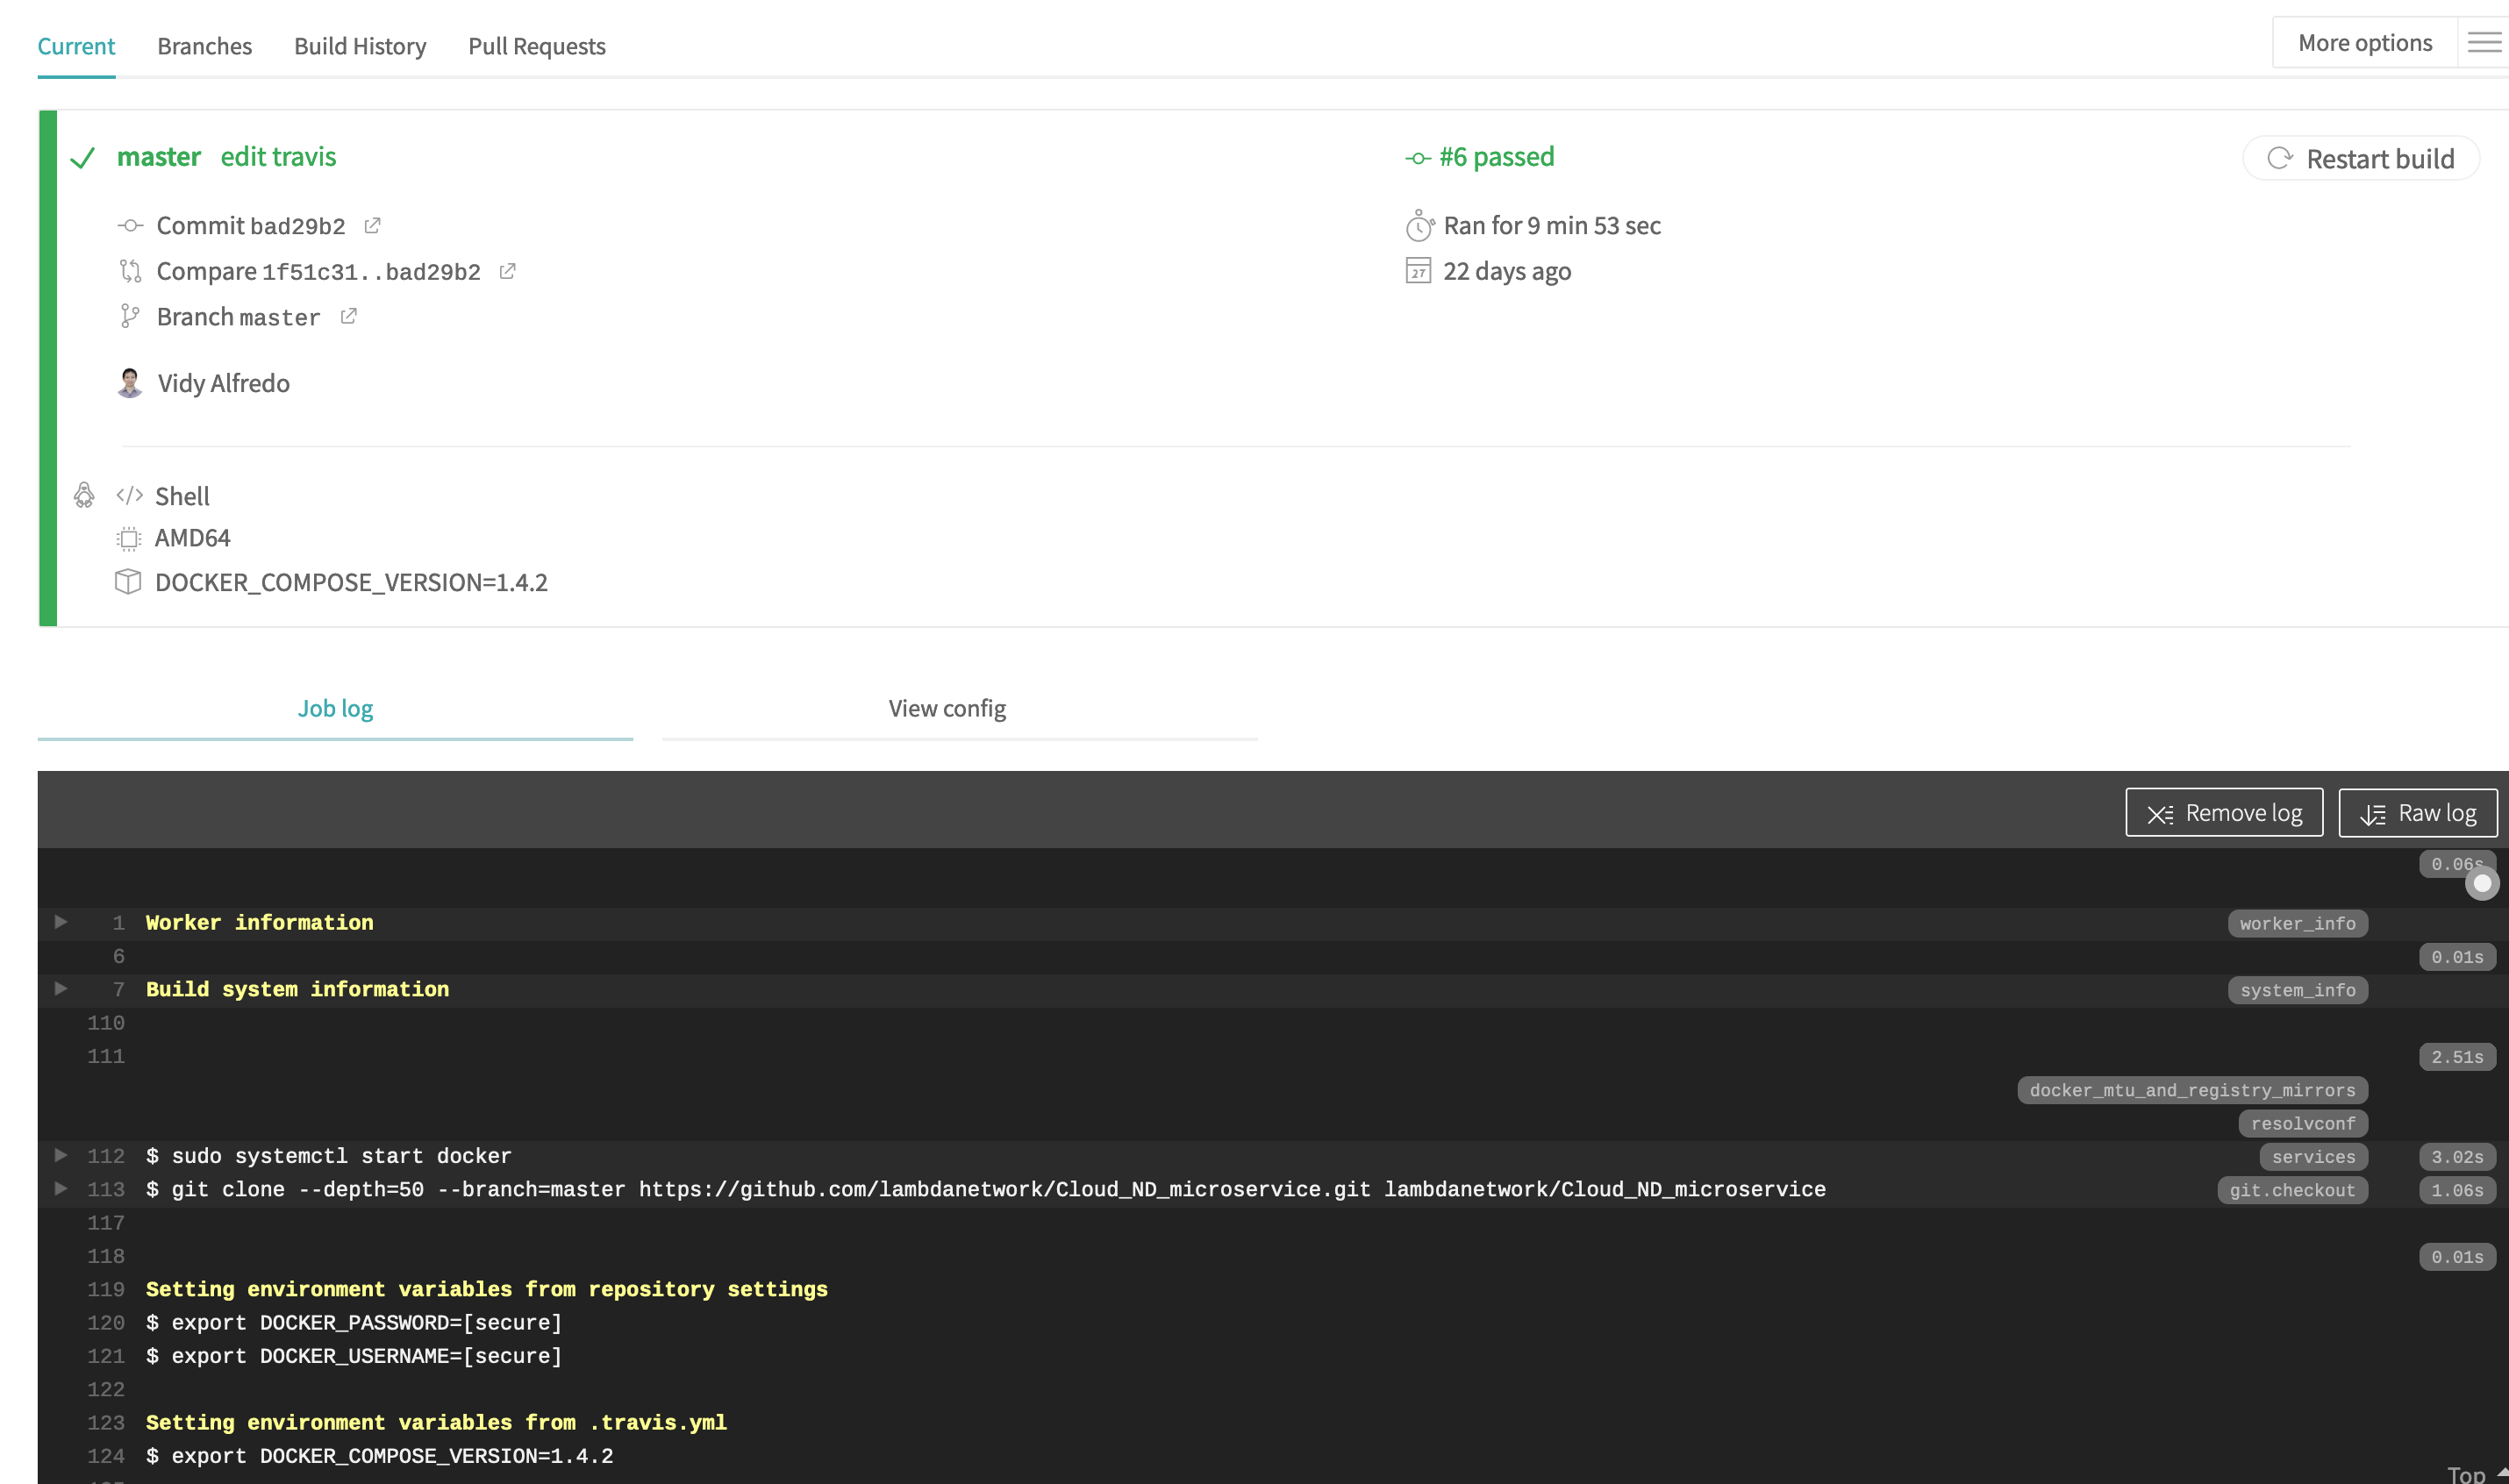 Current Branches Build History Pull Requests More options
master edit travis
#6 passed
Restart build
Commit bad29b2
Ran for 9 min 53 sec
Compare 1f51c31..bad29b2
27 22 days ago
Branch master
Vidy Alfredo
</> Shell
AMD64
DOCKER_COMPOSE_VERSION=1.4.2
Job log View config
Remove log Raw log
0.06s
1 Worker information worker_info
6 0.01s
7 Build system information system_info
110
111 2.51s
docker_mtu_and_registry_mirrors
resolvconf
112 $ sudo systemctl start docker services 3.02s
113 $ git clone --depth=50 --branch=master https://github.com/lambdanetwork/Cloud_ND_microservice.git lambdanetwork/Cloud_ND_microservice git.checkout 1.06s
117
118 0.01s
119 Setting environment variables from repository settings
120 $ export DOCKER_PASSWORD=[secure]
121 $ export DOCKER_USERNAME=[secure]
122
123 Setting environment variables from .travis.yml
124 $ export DOCKER_COMPOSE_VERSION=1.4.2
Top